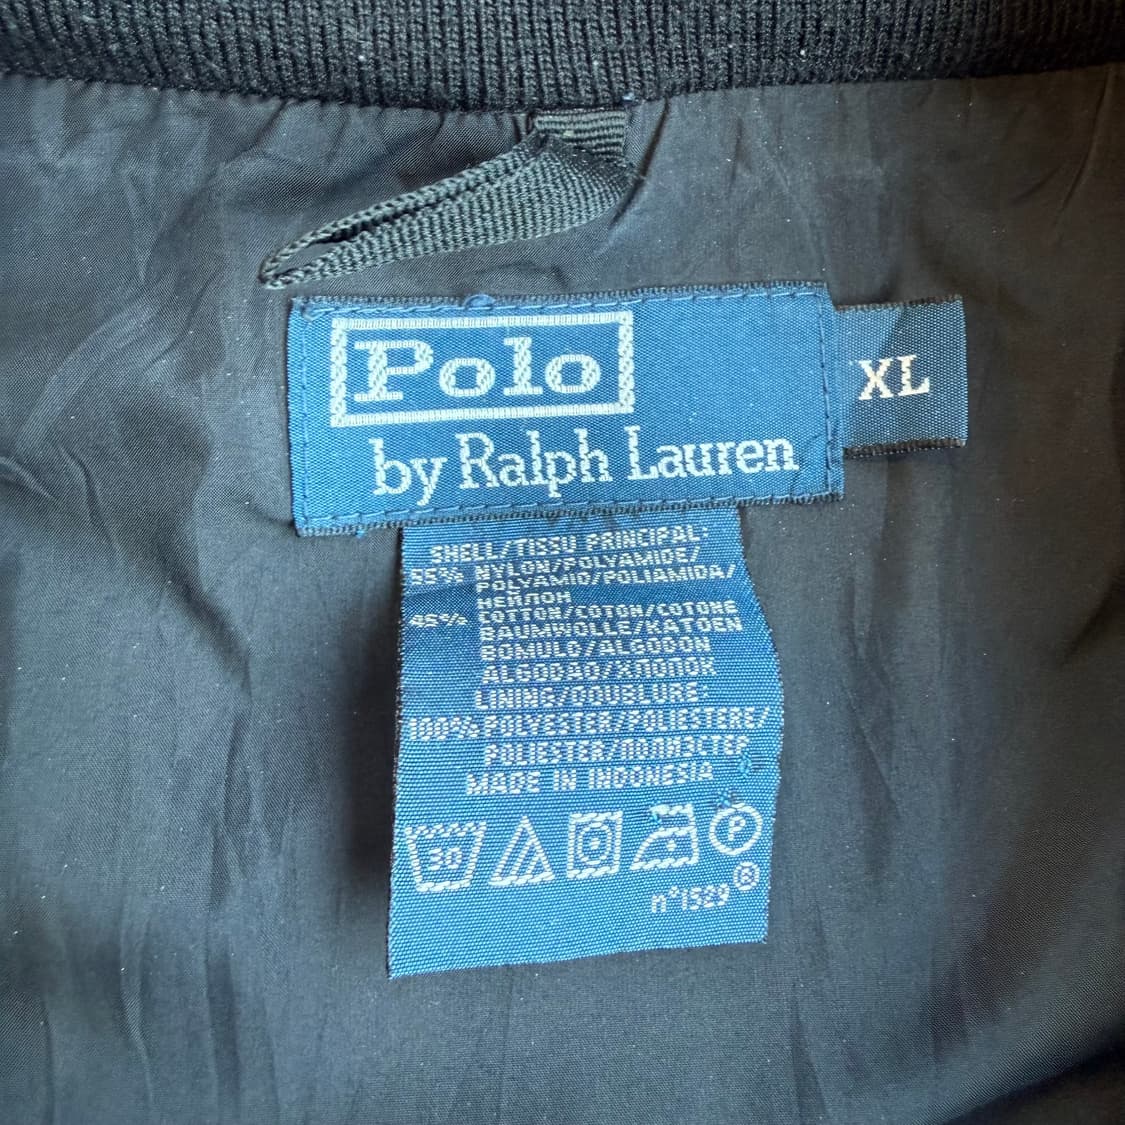 Polo
by Ralph Lauren
XL
SHELL/TISSU PRINCIPAL:
55% NYLON/POLYAMIDE/
POLYAMID/POLIAMIDA/
НЕЙЛОН
45% COTTON/COTON/COTONE
BAUMWOLLE/KATOEN
BOMULD/ALGODON
ALGODAO/ХЛОПОК
LINING/DOUBLURE:
100% POLYESTER/POLIESTERE/
POLIESTER/ПОЛИЭСТЕР
MADE IN INDONESIA
30
P
n°1529 ®